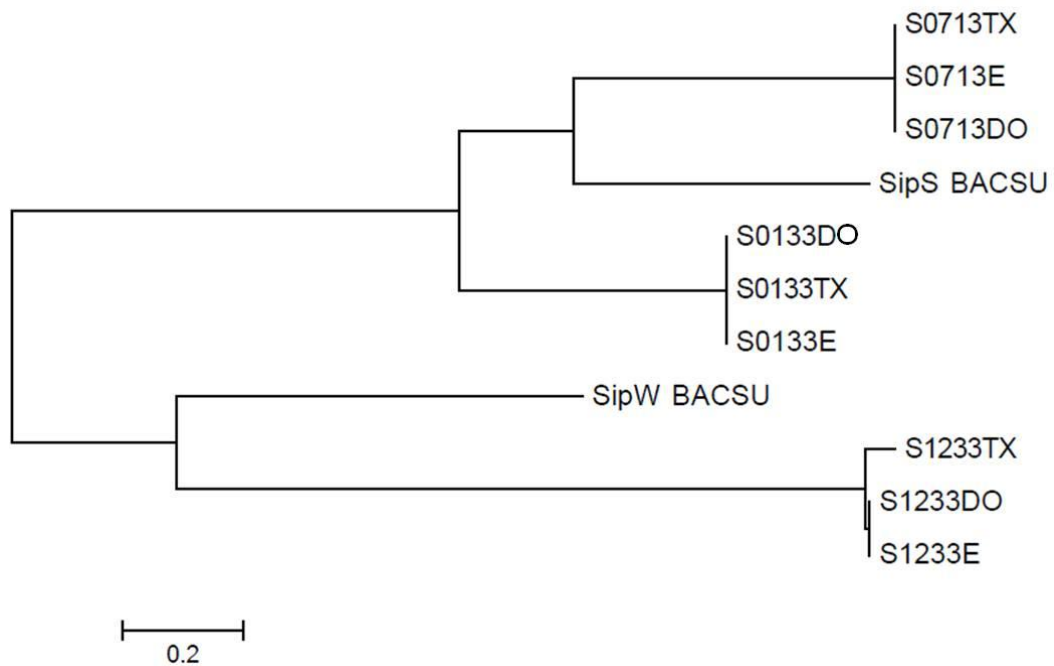 S0713TX
S0713E
S0713DO
SipS BACSU
S0133DO
S0133TX
S0133E
SipW BACSU
S1233TX
S1233DO
S1233E
0.2